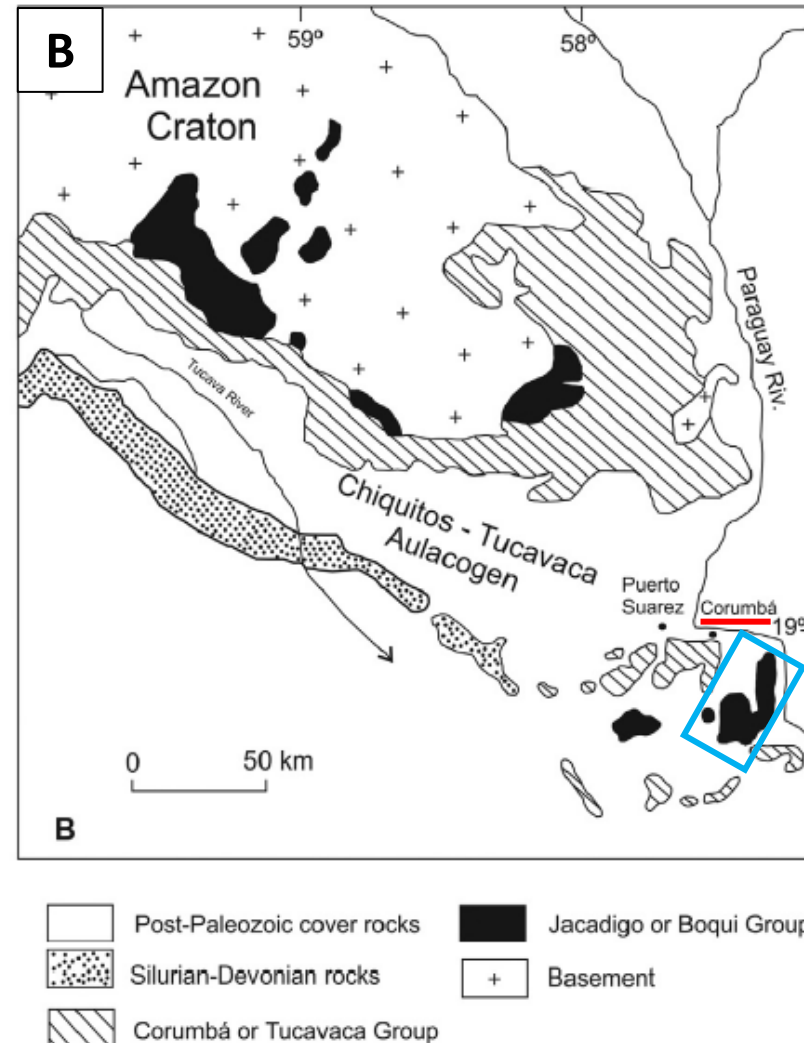 B
59º
58º
Amazon
Craton
Paraguay Riv.
Tucava River
Chiquitos - Tucavaca
Aulacogen
Puerto
Suarez
Corumbá
19º
0
50 km
B
Post-Paleozoic cover rocks
Jacadigo or Boqui Group
Silurian-Devonian rocks
+ Basement
Corumbá or Tucavaca Group